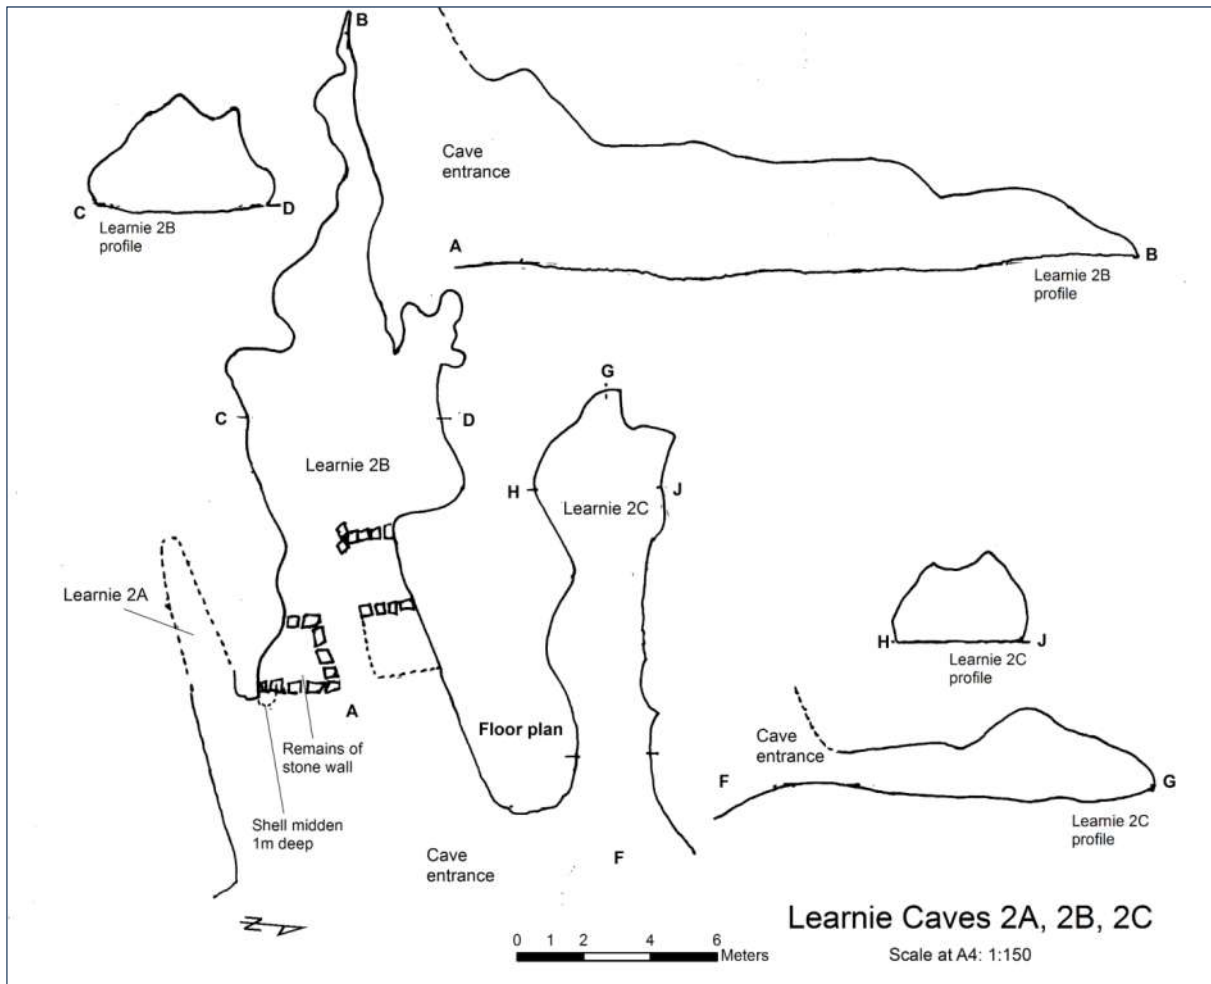 B
Cave
entrance
A
B
Learnie 2B
profile
C
D
Learnie 2B
profile
C
D
Learnie 2B
G
H
J
Learnie 2C
Learnie 2A
A
Remains of
stone wall
Shell midden
1m deep
Floor plan
Cave
entrance
F
H
J
Learnie 2C
profile
Cave
entrance
F
G
Learnie 2C
profile
N
Learnie Caves 2A, 2B, 2C
Scale at A4: 1:150
0 1 2 4 6
Meters